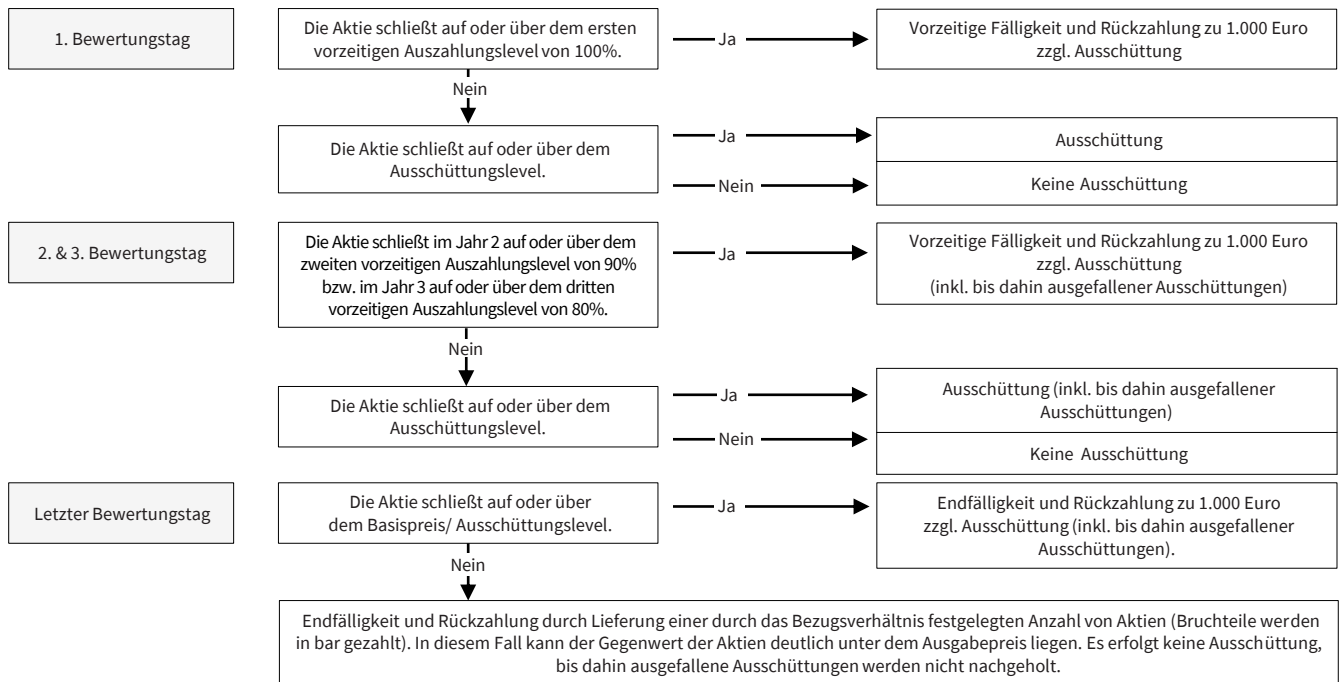 1. Bewertungstag
Die Aktie schließt auf oder über dem ersten
vorzeitigen Auszahlungslevel von 100%.
Ja
Vorzeitige Fälligkeit und Rückzahlung zu 1.000 Euro
zzgl. Ausschüttung
Nein
Die Aktie schließt auf oder über dem
Ausschüttungslevel.
Ja
Ausschüttung
Nein
Keine Ausschüttung
2. & 3. Bewertungstag
Die Aktie schließt im Jahr 2 auf oder über dem
zweiten vorzeitigen Auszahlungslevel von 90%
bzw. im Jahr 3 auf oder über dem dritten
vorzeitigen Auszahlungslevel von 80%.
Ja
Vorzeitige Fälligkeit und Rückzahlung zu 1.000 Euro
zzgl. Ausschüttung
(inkl. bis dahin ausgefallener Ausschüttungen)
Nein
Die Aktie schließt auf oder über dem
Ausschüttungslevel.
Ja
Ausschüttung (inkl. bis dahin ausgefallener
Ausschüttungen)
Nein
Keine Ausschüttung
Letzter Bewertungstag
Die Aktie schließt auf oder über
dem Basispreis/ Ausschüttungslevel.
Ja
Endfälligkeit und Rückzahlung zu 1.000 Euro
zzgl. Ausschüttung (inkl. bis dahin ausgefallener
Ausschüttungen).
Nein
Endfälligkeit und Rückzahlung durch Lieferung einer durch das Bezugsverhältnis festgelegten Anzahl von Aktien (Bruchteile werden
in bar gezahlt). In diesem Fall kann der Gegenwert der Aktien deutlich unter dem Ausgabepreis liegen. Es erfolgt keine Ausschüttung,
bis dahin ausgefallene Ausschüttungen werden nicht nachgeholt.